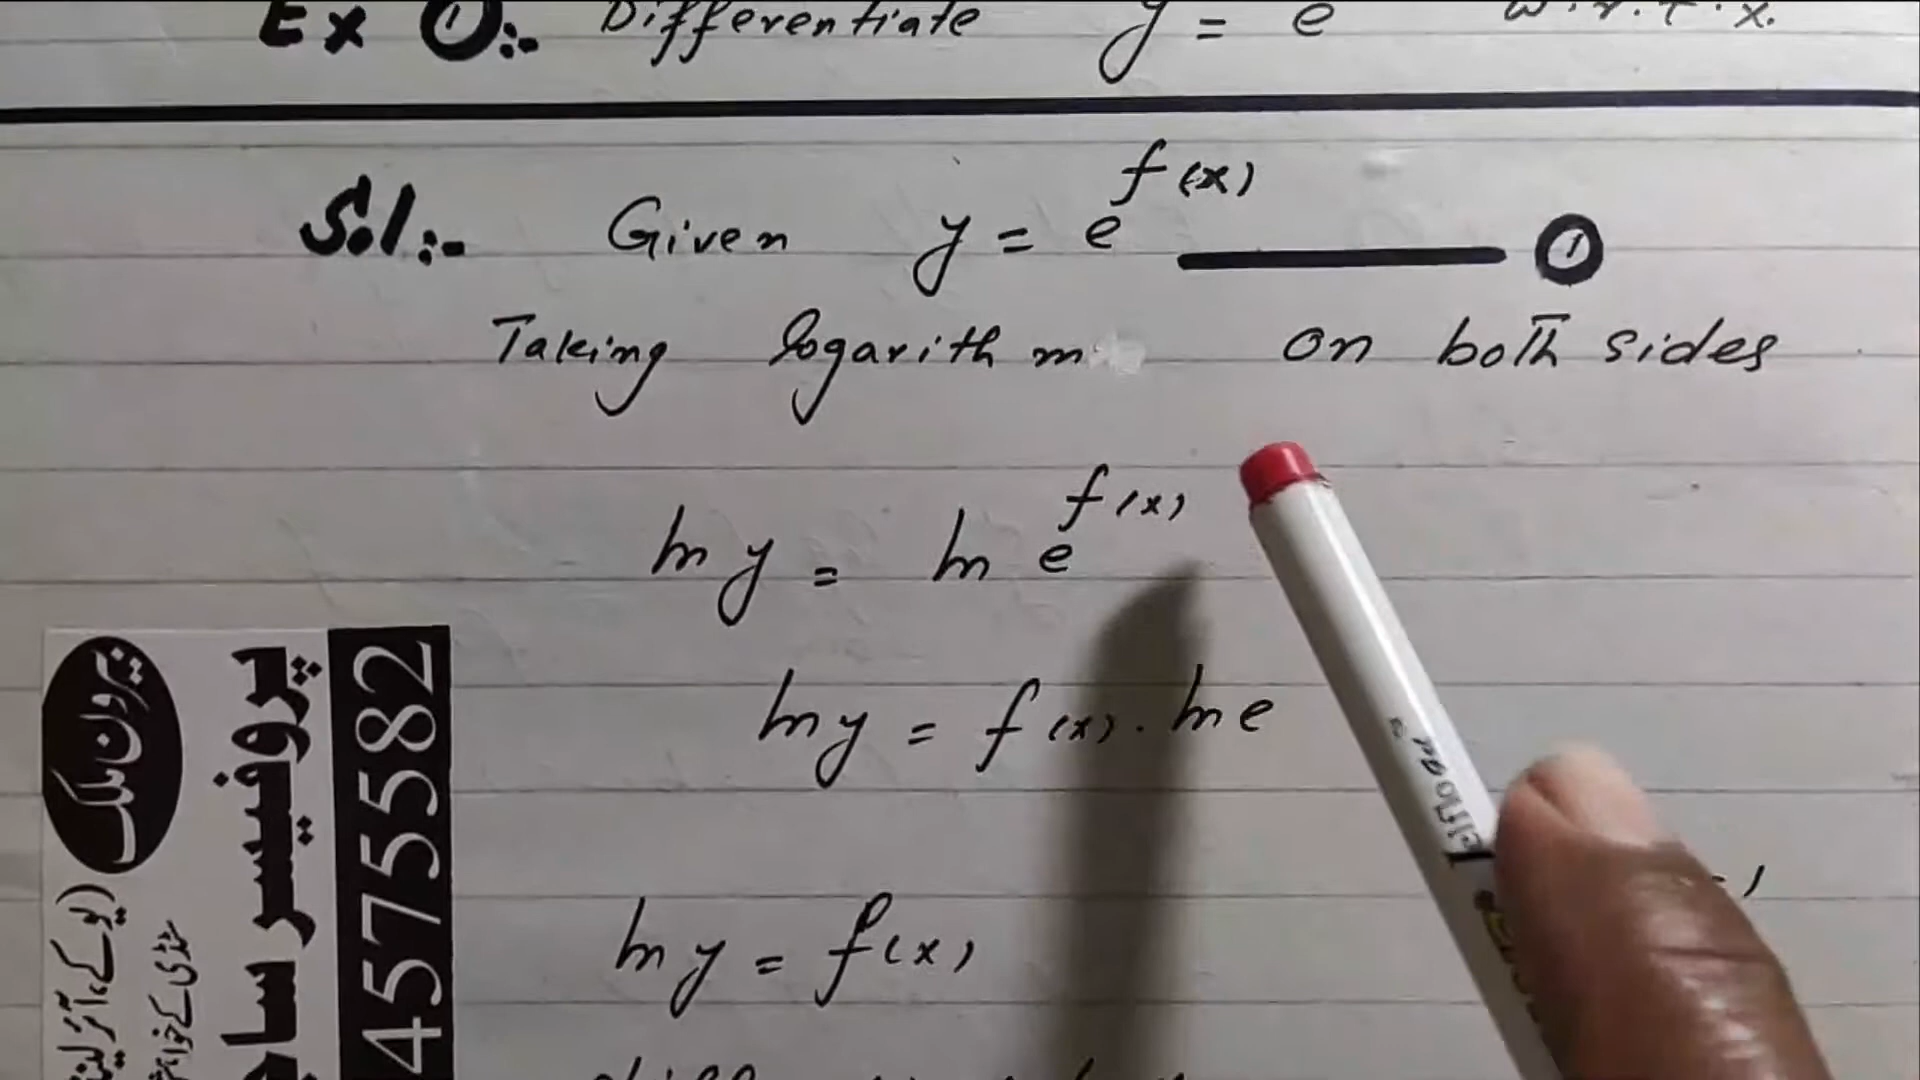 Ex ①:- Differentiate y = e w.r.t.x.
Sol:- Given y = e^f(x) ——— ①
Taking logarithm on both sides
ln y = ln e^f(x)
ln y = f(x) . ln e
ln y = f(x)
پروفیسر
4575582